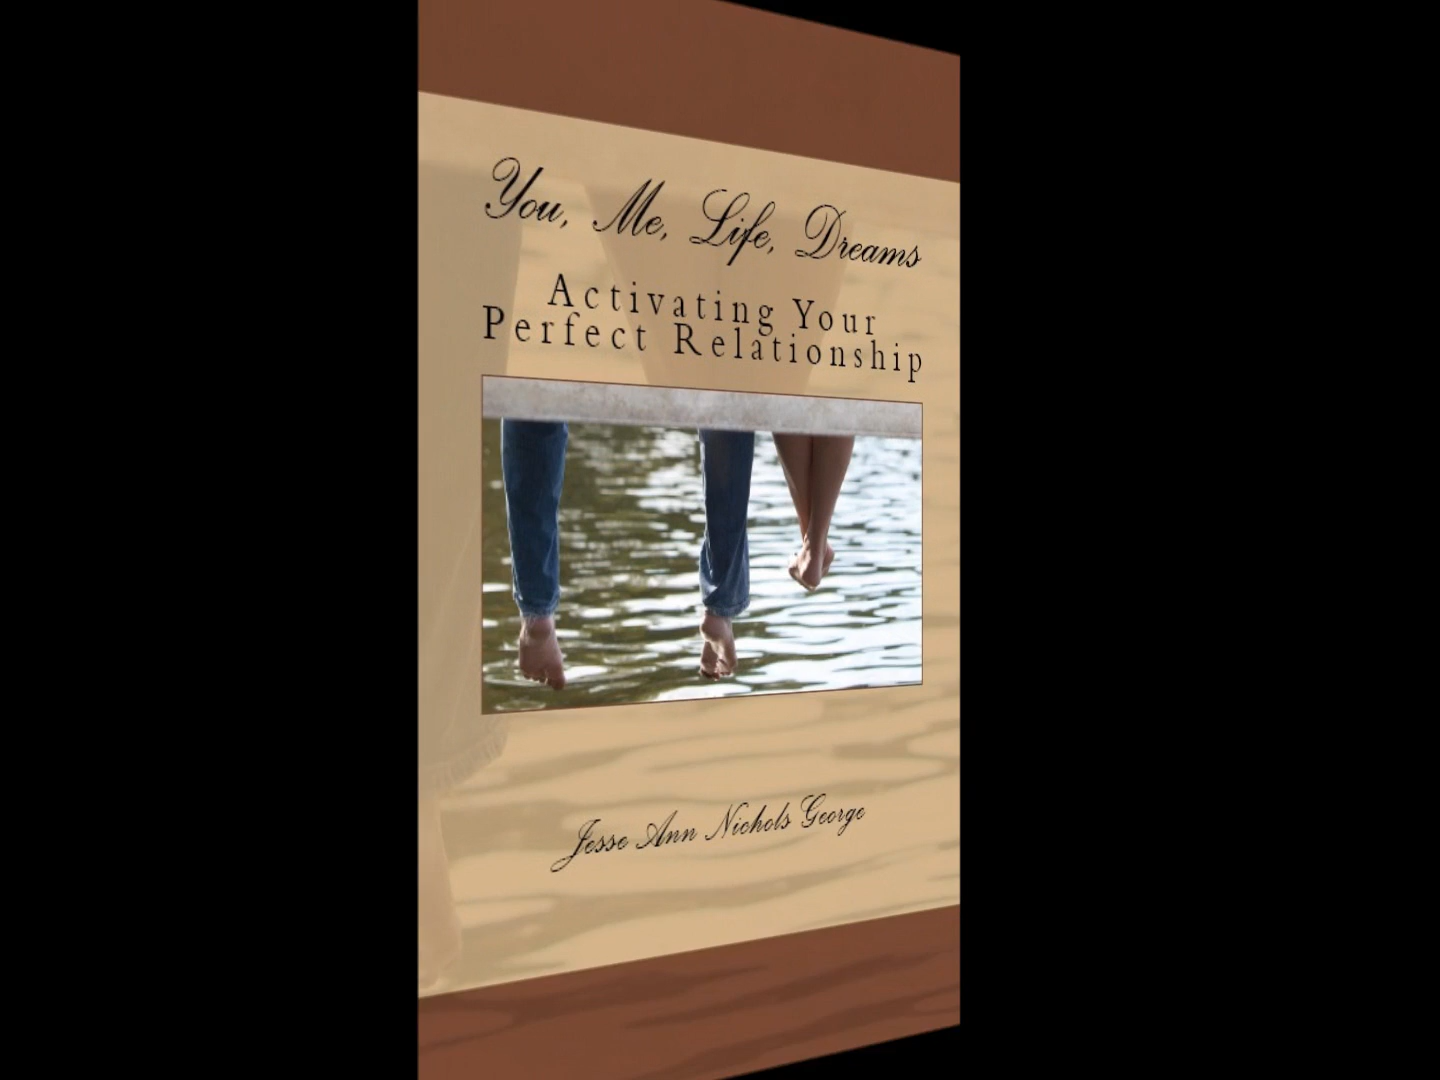 You, Me, Life, Dreams
Activating Your
Perfect Relationship
Jesse Ann Nichols George